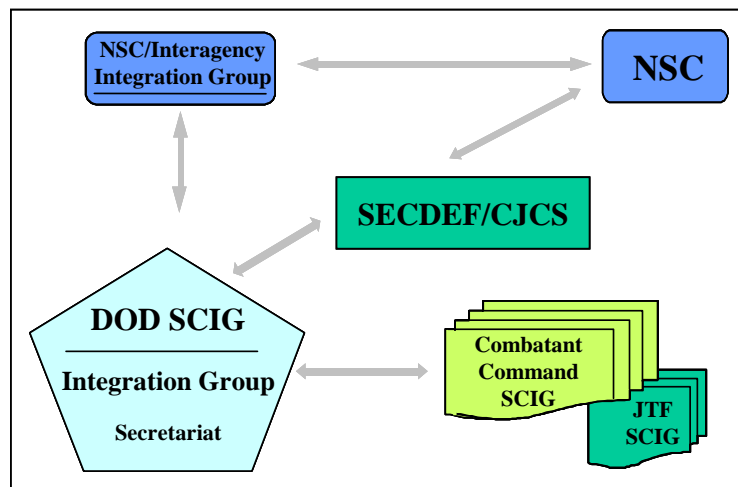 NSC/Interagency
Integration Group
NSC
SECDEF/CJCS
DOD SCIG
Integration Group
Secretariat
Combatant
Command
SCIG
JTF
SCIG